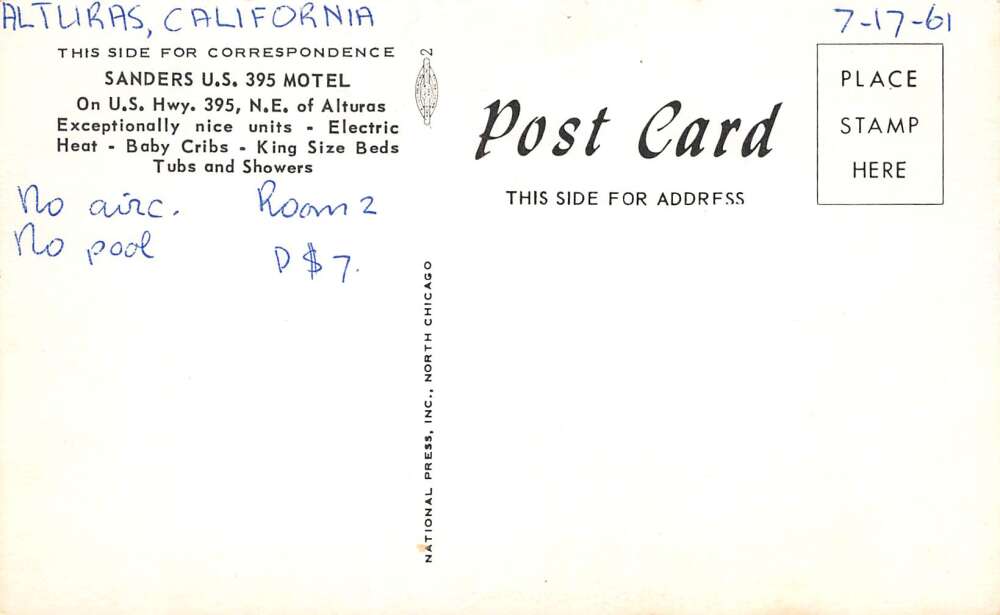 ALTURAS, CALIFORNIA
7-17-61
THIS SIDE FOR CORRESPONDENCE
SANDERS U.S. 395 MOTEL
On U.S. Hwy. 395, N.E. of Alturas
Exceptionally nice units - Electric
Heat - Baby Cribs - King Size Beds
Tubs and Showers
No airc. Room 2
No pool D $7.
2
NATIONAL PRESS, INC., NORTH CHICAGO
Post Card
THIS SIDE FOR ADDRESS
PLACE
STAMP
HERE